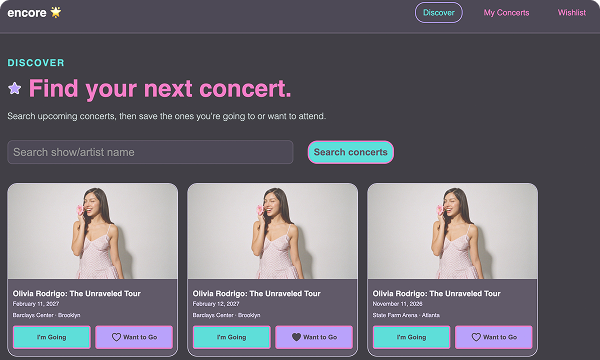 encore 🌟
Discover
My Concerts
Wishlist
DISCOVER
Find your next concert.
Search upcoming concerts, then save the ones you're going to or want to attend.
Search show/artist name
Search concerts
Olivia Rodrigo: The Unraveled Tour
February 11, 2027
Barclays Center · Brooklyn
I'm Going
Want to Go
Olivia Rodrigo: The Unraveled Tour
February 12, 2027
Barclays Center · Brooklyn
I'm Going
Want to Go
Olivia Rodrigo: The Unraveled Tour
November 11, 2026
State Farm Arena · Atlanta
I'm Going
Want to Go